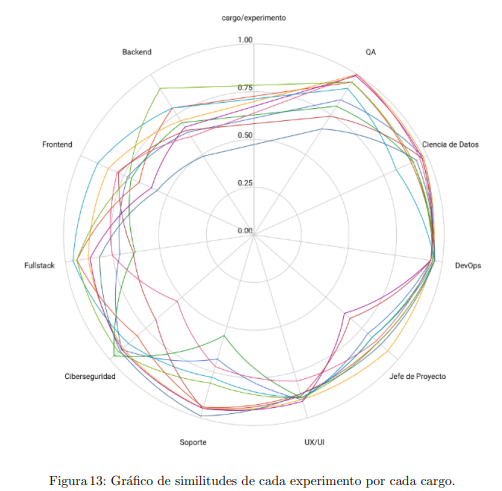 cargo/experimento
1.00
Backend
QA
0.75
0.50
Frontend
Ciencia de Datos
0.25
0.00
Fullstack
DevOps
Ciberseguridad
Jefe de Proyecto
Soporte
UX/UI
Figura 13: Gráfico de similitudes de cada experimento por cada cargo.